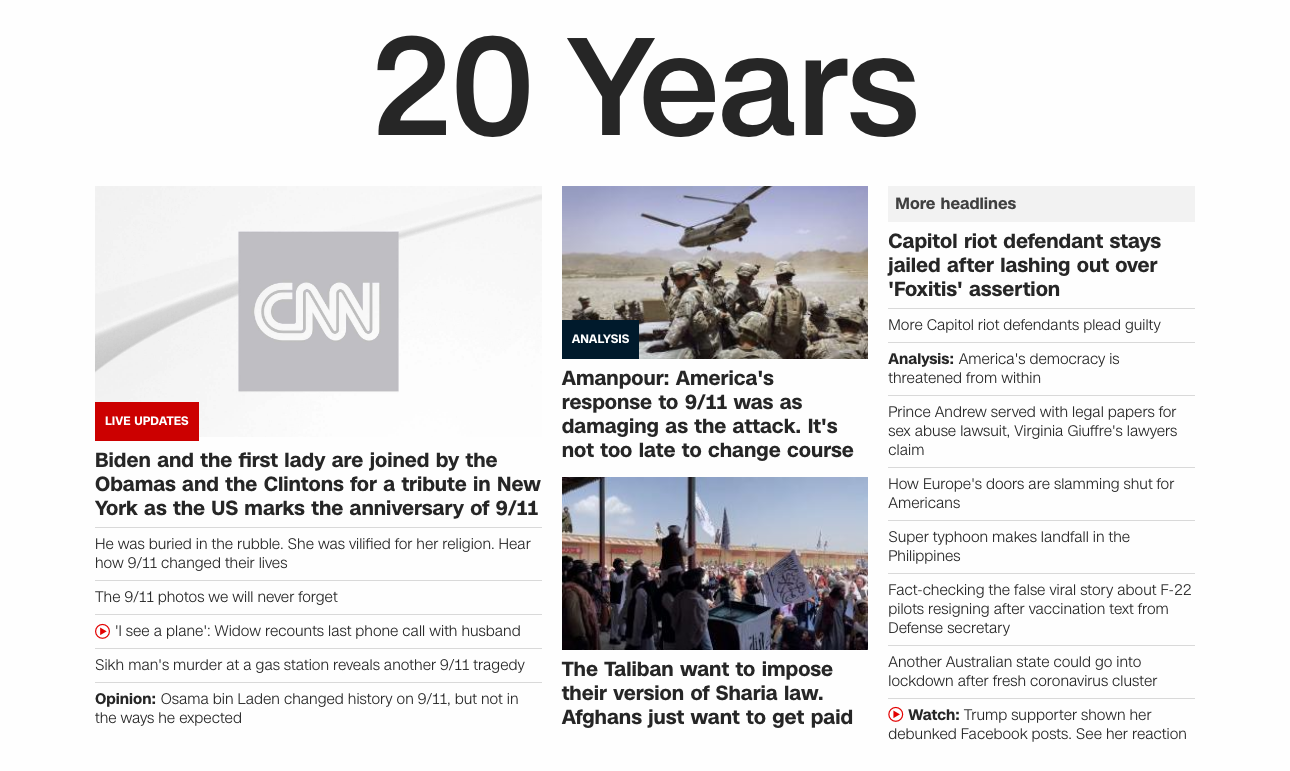 20 Years
CNN
LIVE UPDATES
Biden and the first lady are joined by the
Obamas and the Clintons for a tribute in New
York as the US marks the anniversary of 9/11
He was buried in the rubble. She was vilified for her religion. Hear
how 9/11 changed their lives
The 9/11 photos we will never forget
'I see a plane': Widow recounts last phone call with husband
Sikh man's murder at a gas station reveals another 9/11 tragedy
Opinion: Osama bin Laden changed history on 9/11, but not in
the ways he expected
ANALYSIS
Amanpour: America's
response to 9/11 was as
damaging as the attack. It's
not too late to change course
The Taliban want to impose
their version of Sharia law.
Afghans just want to get paid
More headlines
Capitol riot defendant stays
jailed after lashing out over
'Foxitis' assertion
More Capitol riot defendants plead guilty
Analysis: America's democracy is
threatened from within
Prince Andrew served with legal papers for
sex abuse lawsuit, Virginia Giuffre's lawyers
claim
How Europe's doors are slamming shut for
Americans
Super typhoon makes landfall in the
Philippines
Fact-checking the false viral story about F-22
pilots resigning after vaccination text from
Defense secretary
Another Australian state could go into
lockdown after fresh coronavirus cluster
Watch: Trump supporter shown her
debunked Facebook posts. See her reaction